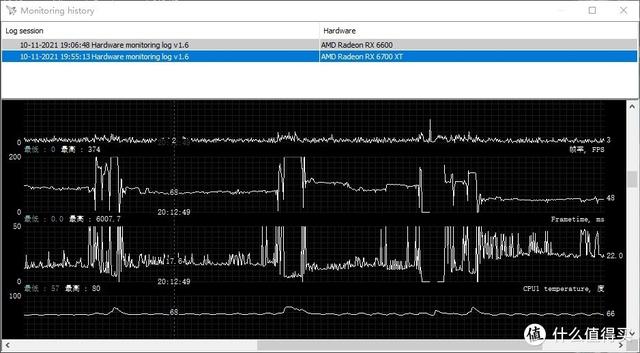 Monitoring history
Log session Hardware
10-11-2021 19:06:48 Hardware monitoring log v1.6 AMD Radeon RX 6600
10-11-2021 19:55:13 Hardware monitoring log v1.6 AMD Radeon RX 6700 XT
0 3
最低 : 0 最高 : 374 帧率, FPS
200
68 48
0 20:12:49
最低 : 0.0 最高 : 6007.7 Frametime, ms
50
17. 22.0
0 20:12:49
最低 : 57 最高 : 80 CPU1 temperature, 度
100
68 66
值 什么值得买